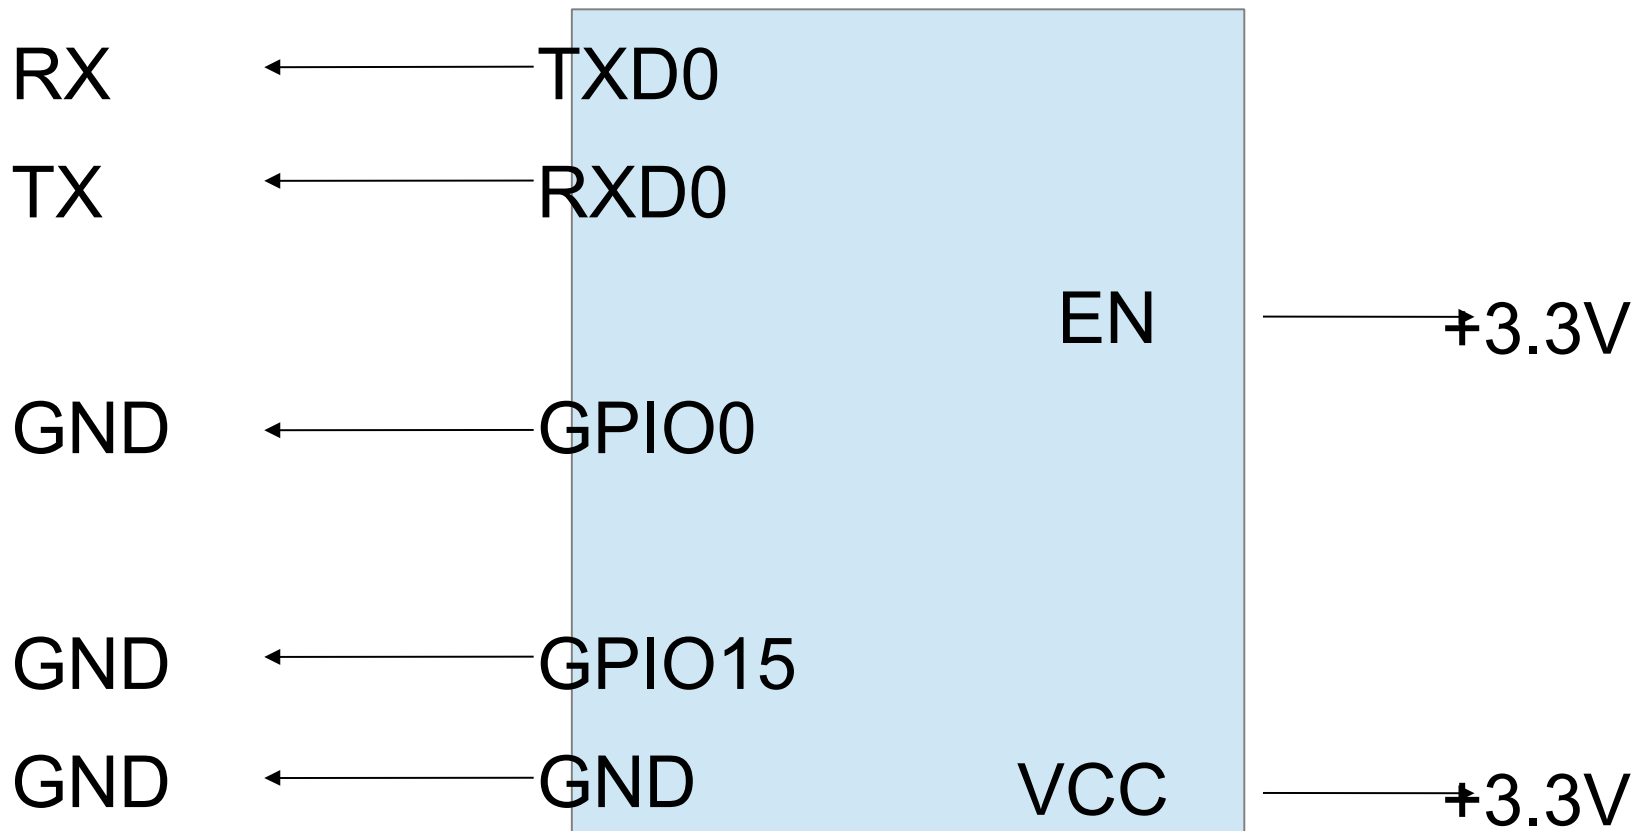 RX TXD0
TX RXD0
EN +3.3V
GND GPIO0
GND GPIO15
GND GND VCC +3.3V